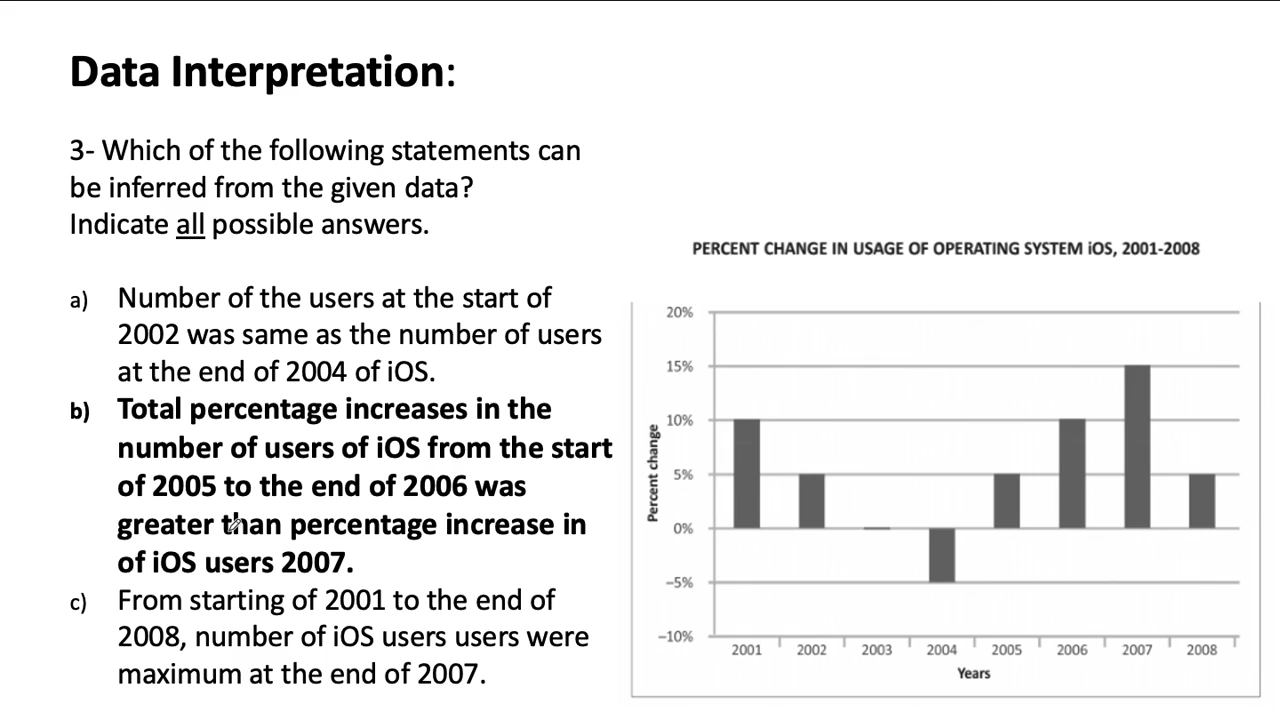 Data Interpretation:
3- Which of the following statements can
be inferred from the given data?
Indicate all possible answers.
a) Number of the users at the start of
2002 was same as the number of users
at the end of 2004 of iOS.
b) Total percentage increases in the
number of users of iOS from the start
of 2005 to the end of 2006 was
greater than percentage increase in
of iOS users 2007.
c) From starting of 2001 to the end of
2008, number of iOS users users were
maximum at the end of 2007.
PERCENT CHANGE IN USAGE OF OPERATING SYSTEM iOS, 2001-2008
Percent change
20%
15%
10%
5%
0%
–5%
–10%
2001 2002 2003 2004 2005 2006 2007 2008
Years